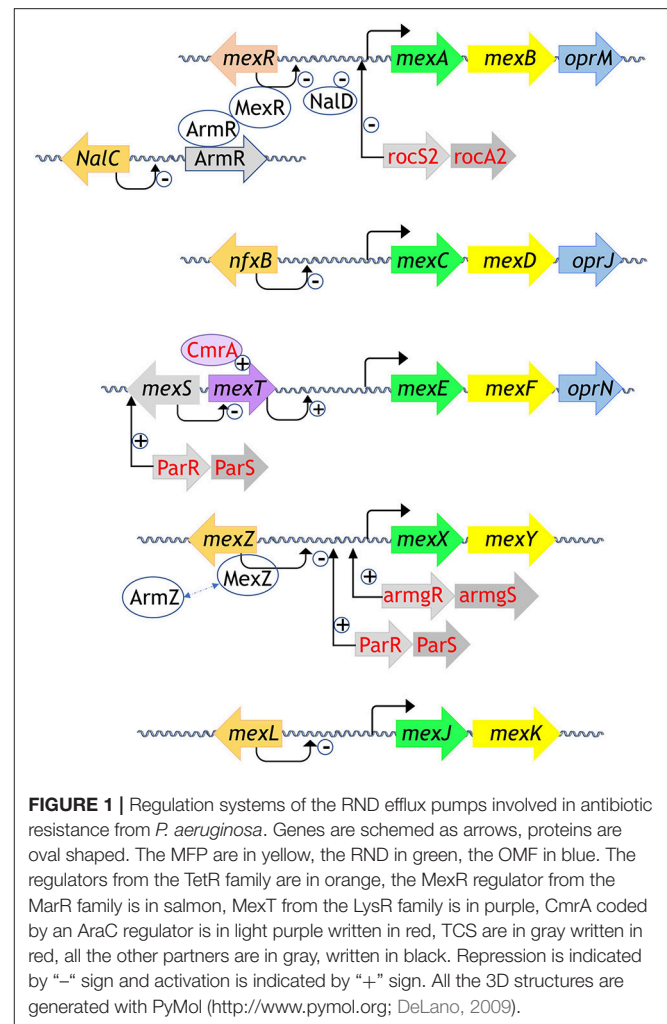 mexR mexA mexB oprM
MexR NalD
ArmR
NalC ArmR rocS2 rocA2
nfxB mexC mexD oprJ
CmrA
mexS mexT mexE mexF oprN
ParR ParS
mexZ mexX mexY
MexZ
ArmZ armgR armgS
ParR ParS
mexL mexJ mexK
FIGURE 1 | Regulation systems of the RND efflux pumps involved in antibiotic
resistance from P. aeruginosa. Genes are schemed as arrows, proteins are
oval shaped. The MFP are in yellow, the RND in green, the OMF in blue. The
regulators from the TetR family are in orange, the MexR regulator from the
MarR family is in salmon, MexT from the LysR family is in purple, CmrA coded
by an AraC regulator is in light purple written in red, TCS are in gray written in
red, all the other partners are in gray, written in black. Repression is indicated
by “–“ sign and activation is indicated by “+” sign. All the 3D structures are
generated with PyMol (http://www.pymol.org; DeLano, 2009).